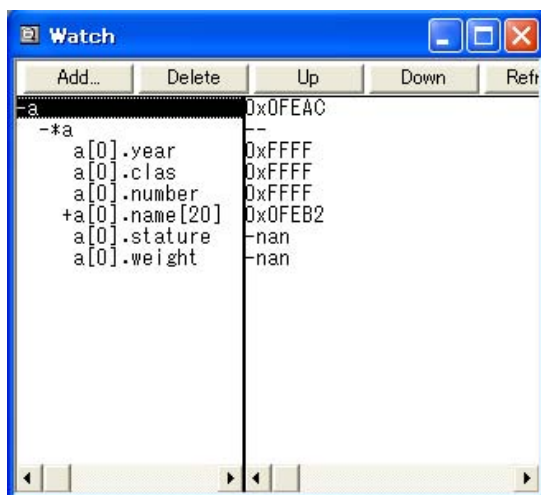 Watch
Add... Delete Up Down Refr
-a 0x0FEAC
-*a --
a[0].year 0xFFFF
a[0].clas 0xFFFF
a[0].number 0xFFFF
+a[0].name[20] 0x0FEB2
a[0].stature -nan
a[0].weight -nan